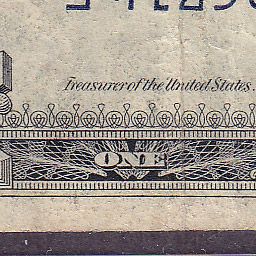 Treasurer of the United States.
ONE